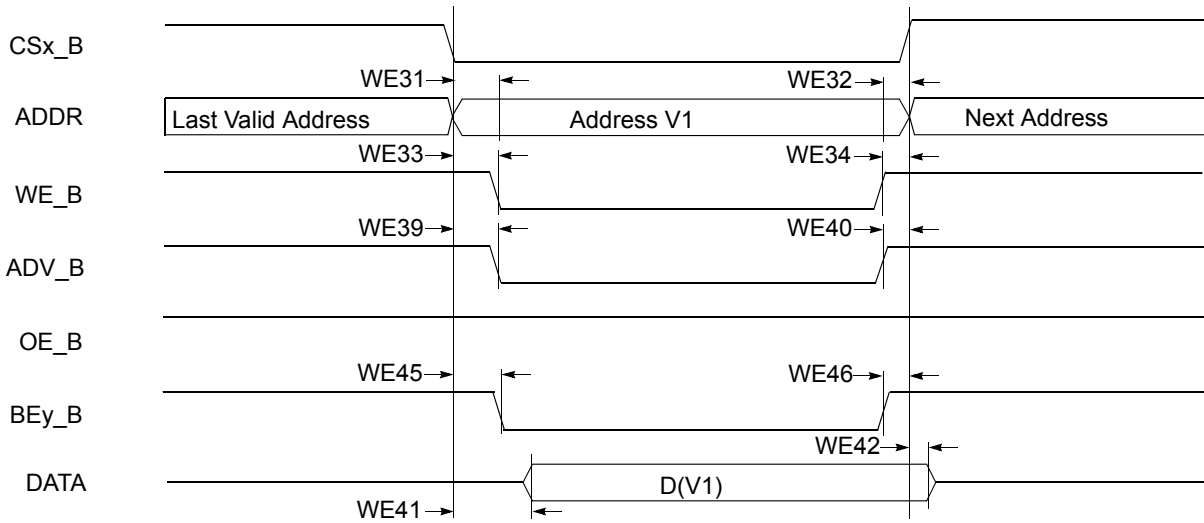 CSx_B
WE31
WE32
ADDR
Last Valid Address
Address V1
Next Address
WE33
WE34
WE_B
WE39
WE40
ADV_B
OE_B
WE45
WE46
BEy_B
WE42
DATA
D(V1)
WE41